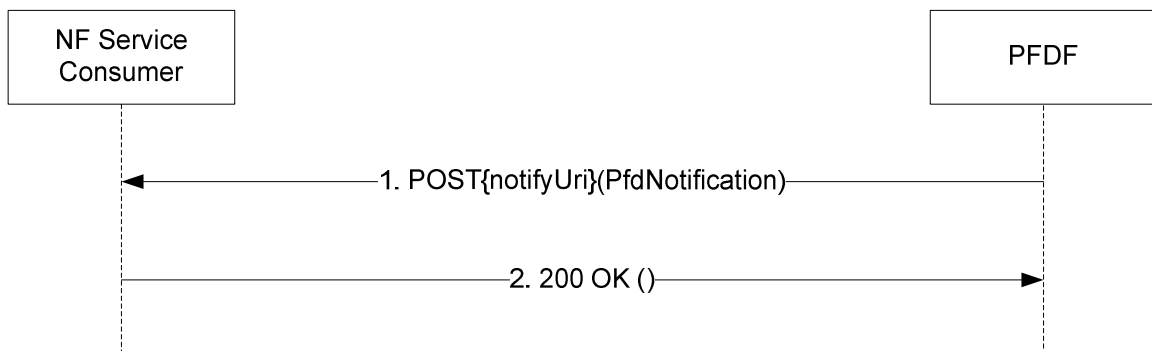 NF Service
Consumer
PFDF
1. POST{notifyUri}(PfdNotification)
2. 200 OK ()